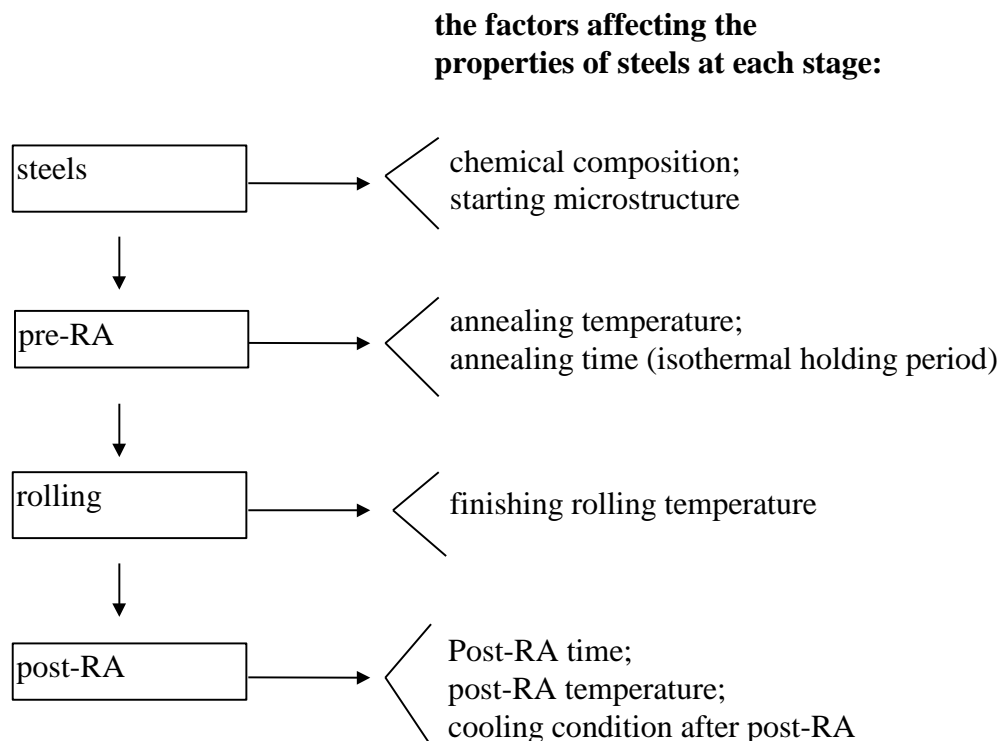 the factors affecting the
properties of steels at each stage:
steels
chemical composition;
starting microstructure
pre-RA
annealing temperature;
annealing time (isothermal holding period)
rolling
finishing rolling temperature
post-RA
Post-RA time;
post-RA temperature;
cooling condition after post-RA